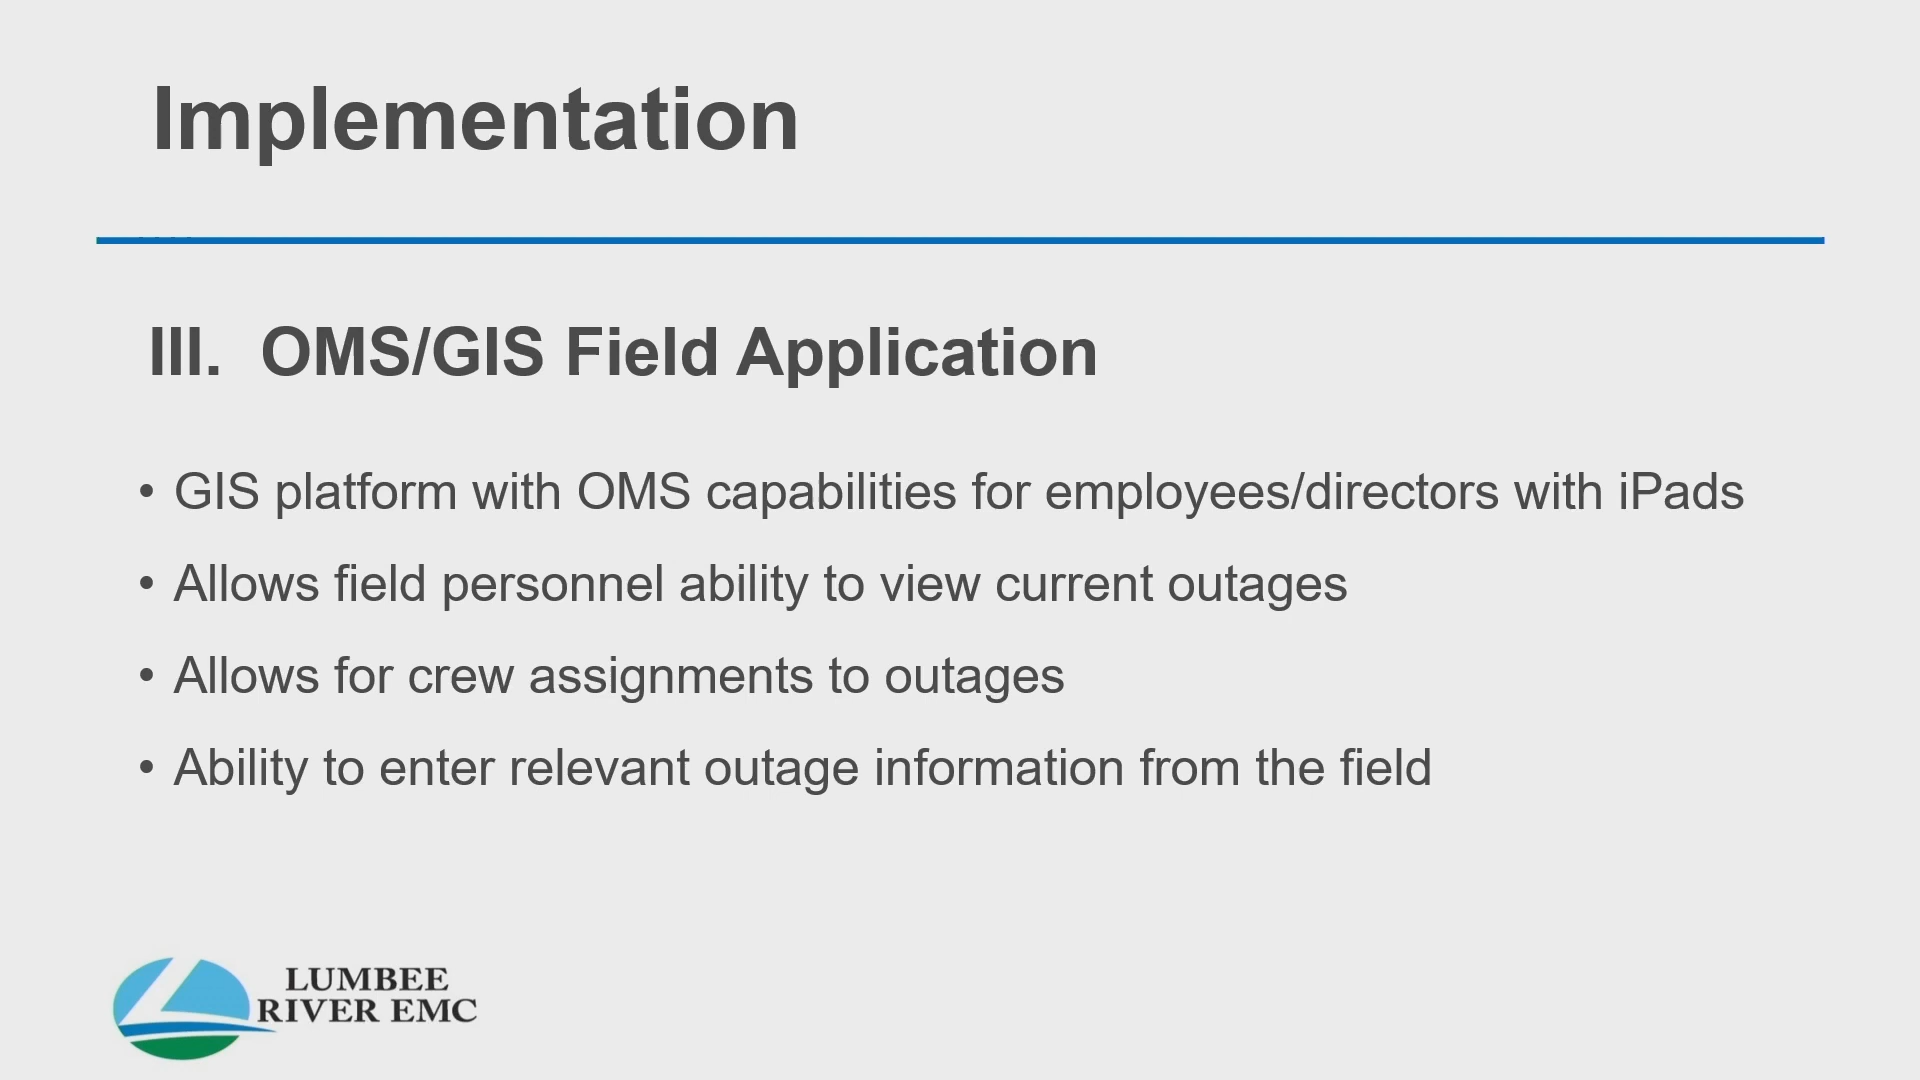 Implementation
III. OMS/GIS Field Application
• GIS platform with OMS capabilities for employees/directors with iPads
• Allows field personnel ability to view current outages
• Allows for crew assignments to outages
• Ability to enter relevant outage information from the field
LUMBEE
RIVER EMC